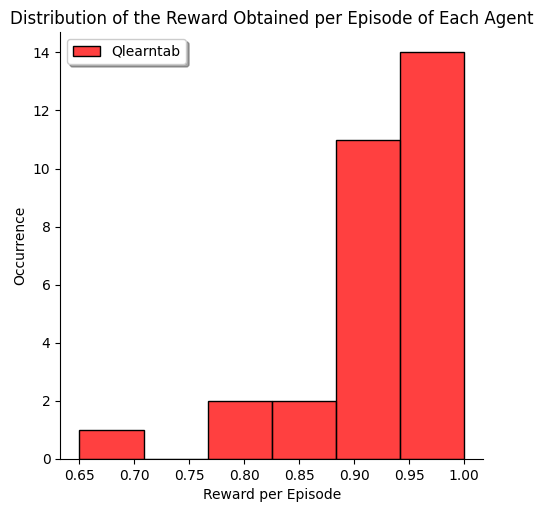 Distribution of the Reward Obtained per Episode of Each Agent
Qlearntab
14
12
10
8
6
4
2
0
Occurrence
0.65 0.70 0.75 0.80 0.85 0.90 0.95 1.00
Reward per Episode